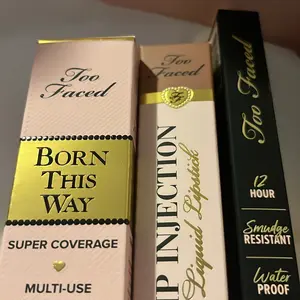 Too
Faced
BORN
THIS
WAY
SUPER COVERAGE
MULTI-USE
Too Faced
IP INJECTION
Liquid Lipstick
Too Faced
12
HOUR
Smudge
RESISTANT
Water
PROOF